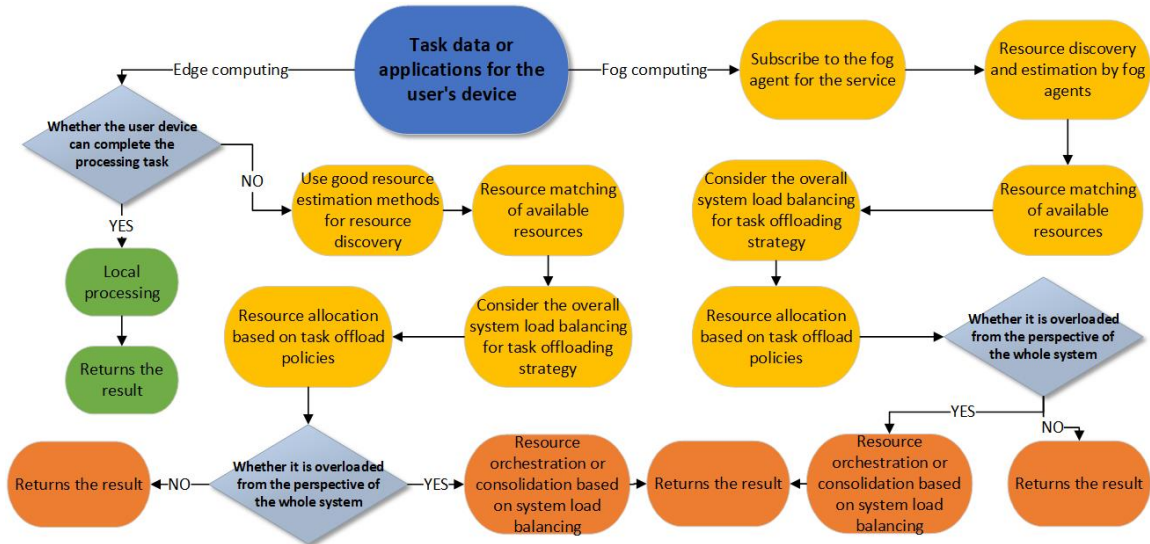 Task data or
applications for the
user's device
Edge computing
Fog computing
Subscribe to the fog
agent for the service
Resource discovery
and estimation by fog
agents
Whether the user device
can complete the
processing task
NO
YES
Use good resource
estimation methods
for resource
discovery
Resource matching
of available
resources
Consider the overall
system load balancing
for task offloading
strategy
Resource matching
of available
resources
Local
processing
Returns the
result
Resource allocation
based on task offload
policies
Consider the overall
system load balancing
for task offloading
strategy
Resource allocation
based on task offload
policies
Whether it is overloaded
from the perspective of
the whole system
YES
NO
Returns the result
NO
Whether it is overloaded
from the perspective of
the whole system
YES
Resource
orchestration or
consolidation based
on system load
balancing
Returns the result
Resource
orchestration or
consolidation based
on system load
balancing
Returns the result